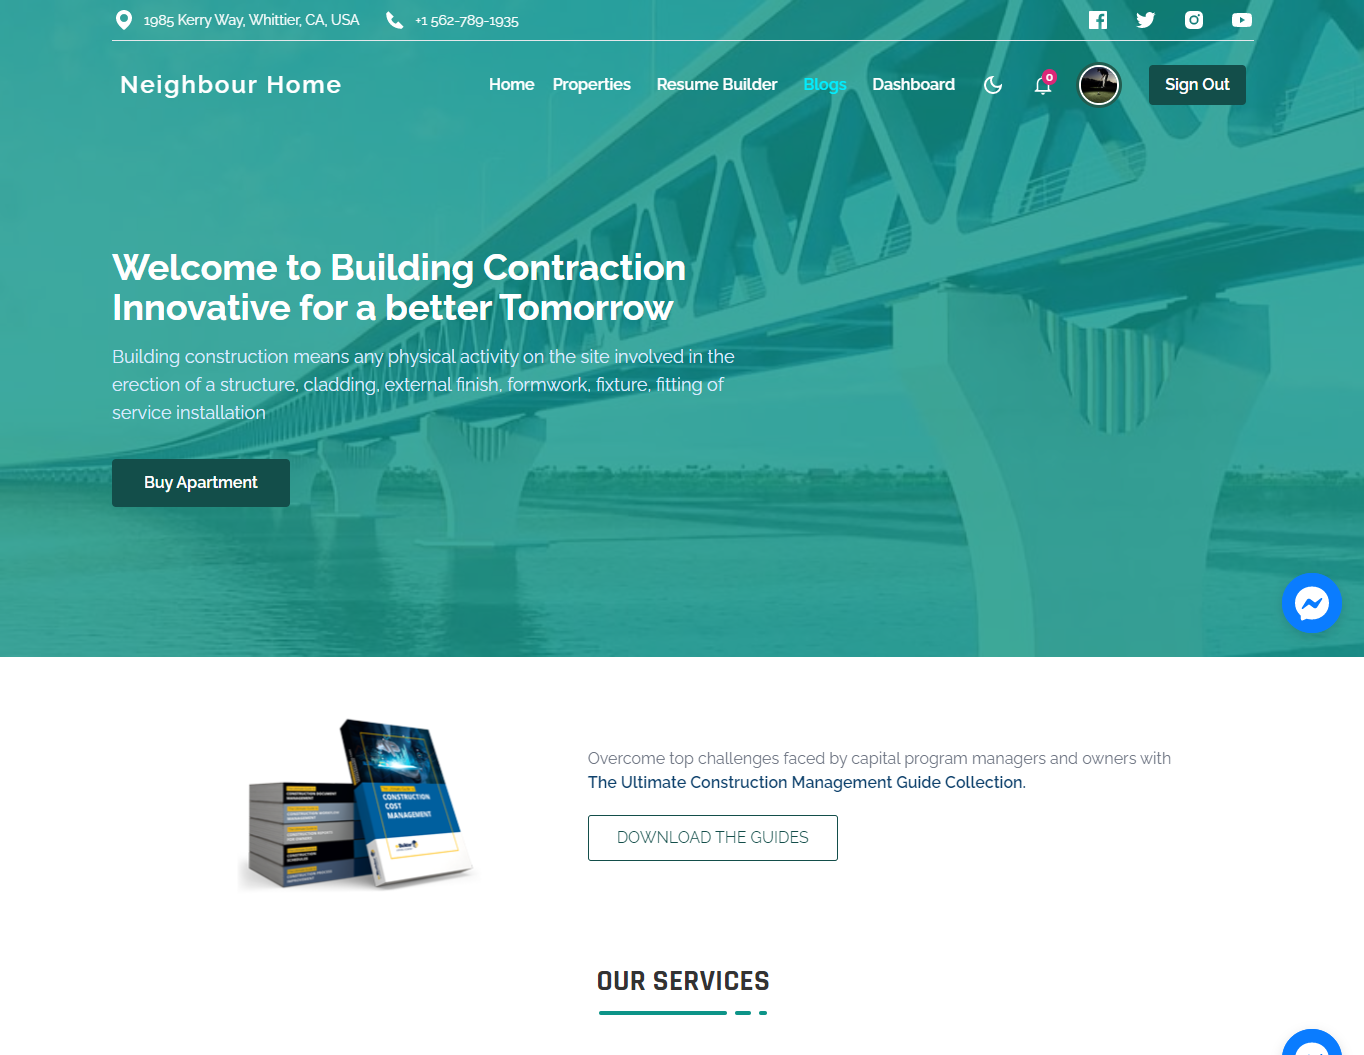 1985 Kerry Way, Whittier, CA, USA
+1 562-789-1935
Neighbour Home
Home
Properties
Resume Builder
Blogs
Dashboard
0
Sign Out
Welcome to Building Contraction
Innovative for a better Tomorrow
Building construction means any physical activity on the site involved in the
erection of a structure, cladding, external finish, formwork, fixture, fitting of
service installation
Buy Apartment
CONSTRUCTION
COST
MANAGEMENT
Overcome top challenges faced by capital program managers and owners with
The Ultimate Construction Management Guide Collection.
DOWNLOAD THE GUIDES
OUR SERVICES